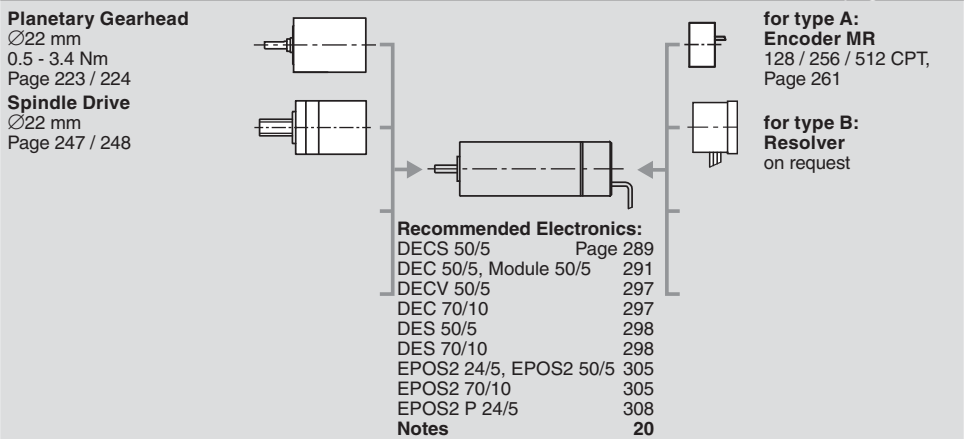 Planetary Gearhead
∅22 mm
0.5 - 3.4 Nm
Page 223 / 224
Spindle Drive
∅22 mm
Page 247 / 248
for type A:
Encoder MR
128 / 256 / 512 CPT,
Page 261
for type B:
Resolver
on request
Recommended Electronics:
DECS 50/5 Page 289
DEC 50/5, Module 50/5 291
DECV 50/5 297
DEC 70/10 297
DES 50/5 298
DES 70/10 298
EPOS2 24/5, EPOS2 50/5 305
EPOS2 70/10 305
EPOS2 P 24/5 308
Notes 20